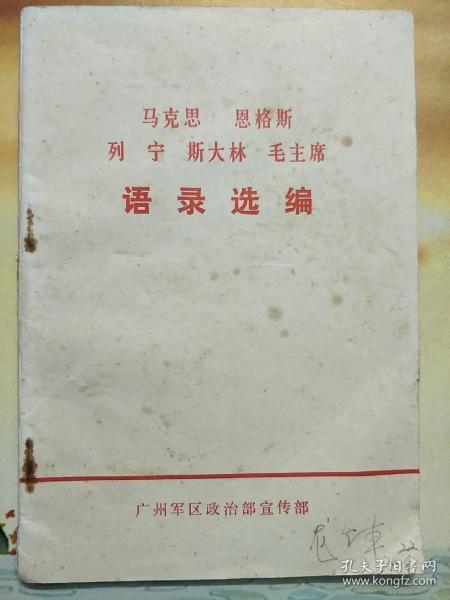 马克思 恩格斯
列 宁 斯大林 毛主席
语录选编
广州军区政治部宣传部
22
孔夫子旧书网
www.kongfz.com